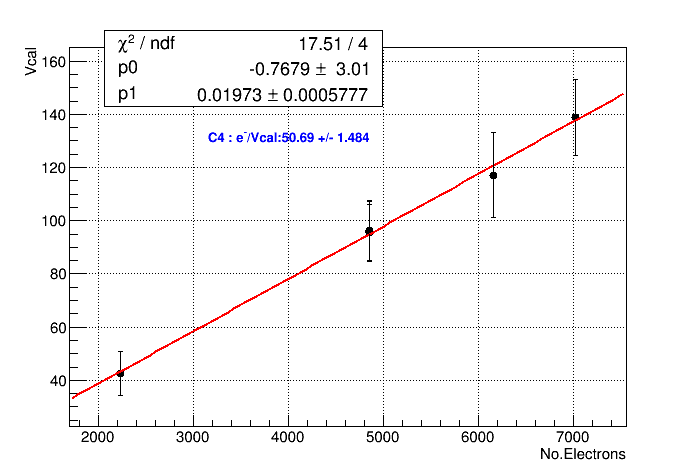 χ² / ndf 17.51 / 4
p0 -0.7679 ± 3.01
p1 0.01973 ± 0.0005777
C4 : e⁻/Vcal:50.69 +/- 1.484
Vcal
160
140
120
100
80
60
40
2000 3000 4000 5000 6000 7000
No.Electrons